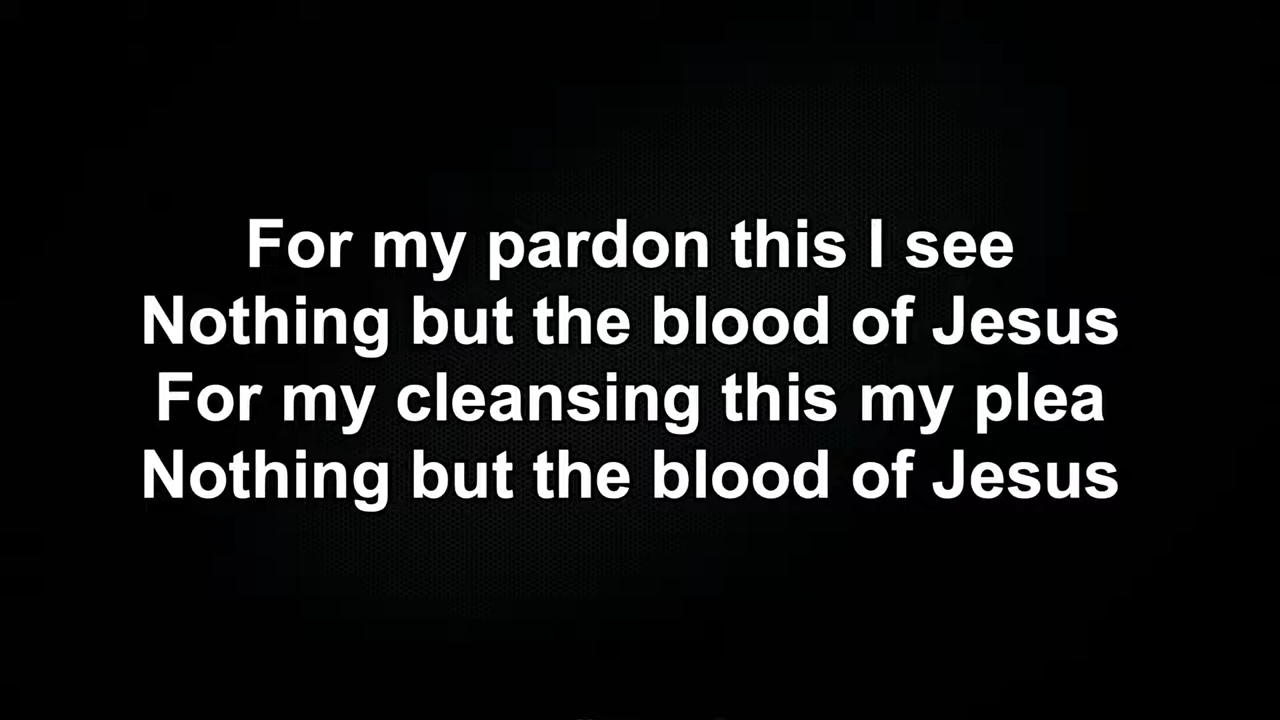 For my pardon this I see
Nothing but the blood of Jesus
For my cleansing this my plea
Nothing but the blood of Jesus